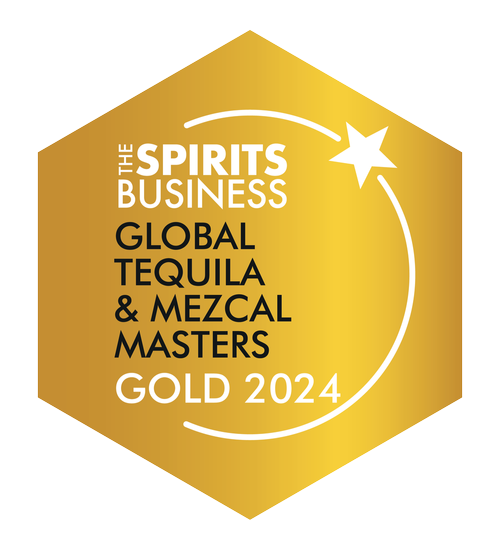 THE SPIRITS
BUSINESS
GLOBAL
TEQUILA
& MEZCAL
MASTERS
GOLD 2024